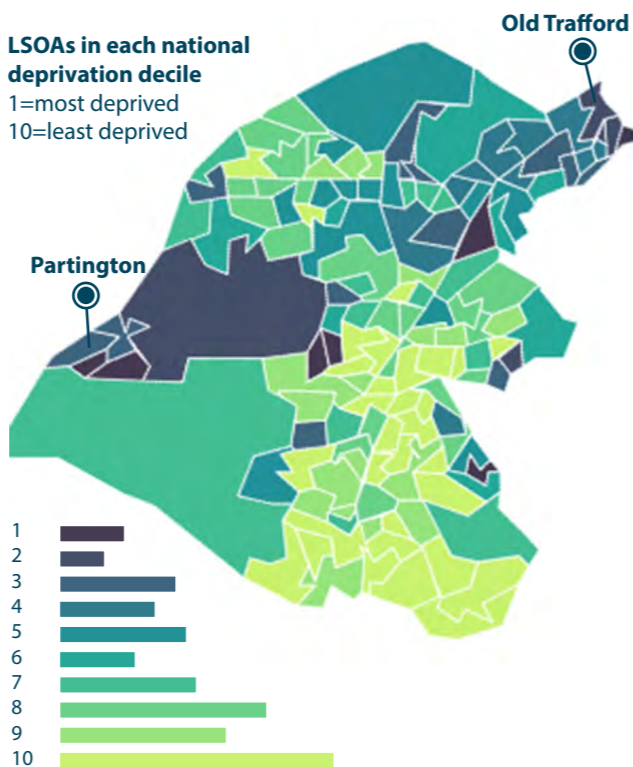 Old Trafford
LSOAs in each national
deprivation decile
1=most deprived
10=least deprived
Partington
1
2
3
4
5
6
7
8
9
10